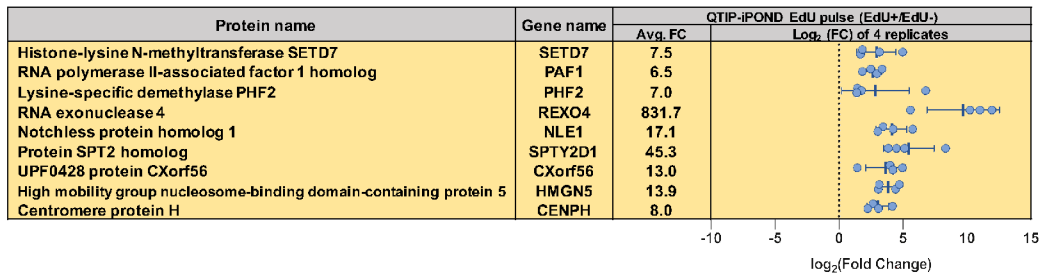 Protein name Gene name QTIP-iPOND EdU pulse (EdU+/EdU-)
Avg. FC Log2 (FC) of 4 replicates
Histone-lysine N-methyltransferase SETD7 SETD7 7.5
RNA polymerase II-associated factor 1 homolog PAF1 6.5
Lysine-specific demethylase PHF2 PHF2 7.0
RNA exonuclease 4 REXO4 831.7
Notchless protein homolog 1 NLE1 17.1
Protein SPT2 homolog SPTY2D1 45.3
UPF0428 protein CXorf56 CXorf56 13.0
High mobility group nucleosome-binding domain-containing protein 5 HMGN5 13.9
Centromere protein H CENPH 8.0
-10 -5 0 5 10 15
log2(Fold Change)